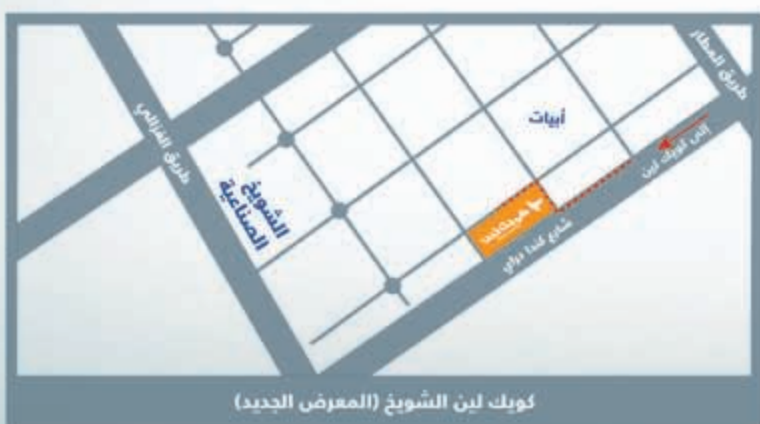 طريق المطار
طريق الغزالي
أبيات
إلى كويك لين
الشويخ
الصناعية
شارع كندا دراي
كويك لين الشويخ (المعرض الجديد)